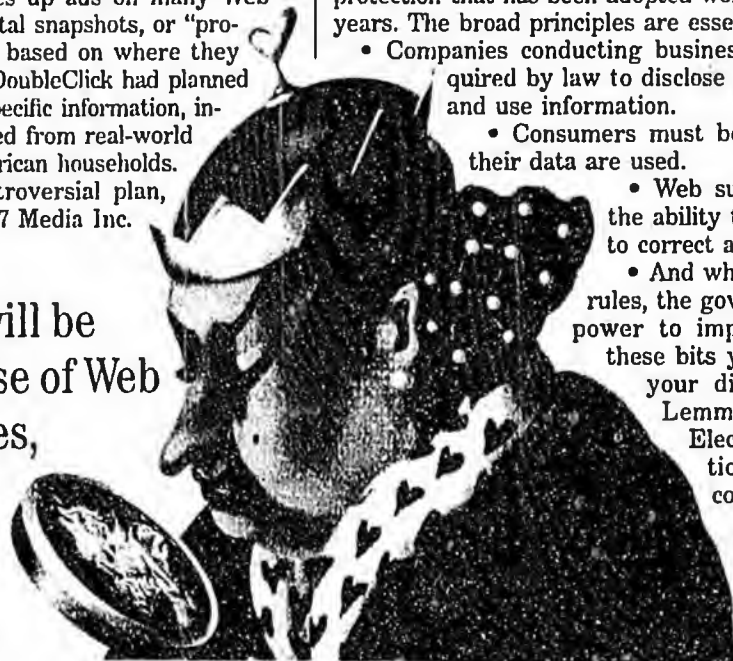 es up ads on many Web
tal snapshots, or “pro-
based on where they
DoubleClick had planned
ecific information, in-
ed from real-world
rican households.
troversial plan,
7 Media Inc.
vill be
se of Web
es,
protection that has been adopted wor
years. The broad principles are esse
• Companies conducting busines
quired by law to disclose
and use information.
• Consumers must be
their data are used.
• Web su
the ability t
to correct a
• And wh
rules, the gov
power to imp
these bits y
your di
Lemm
Elec
tio
co